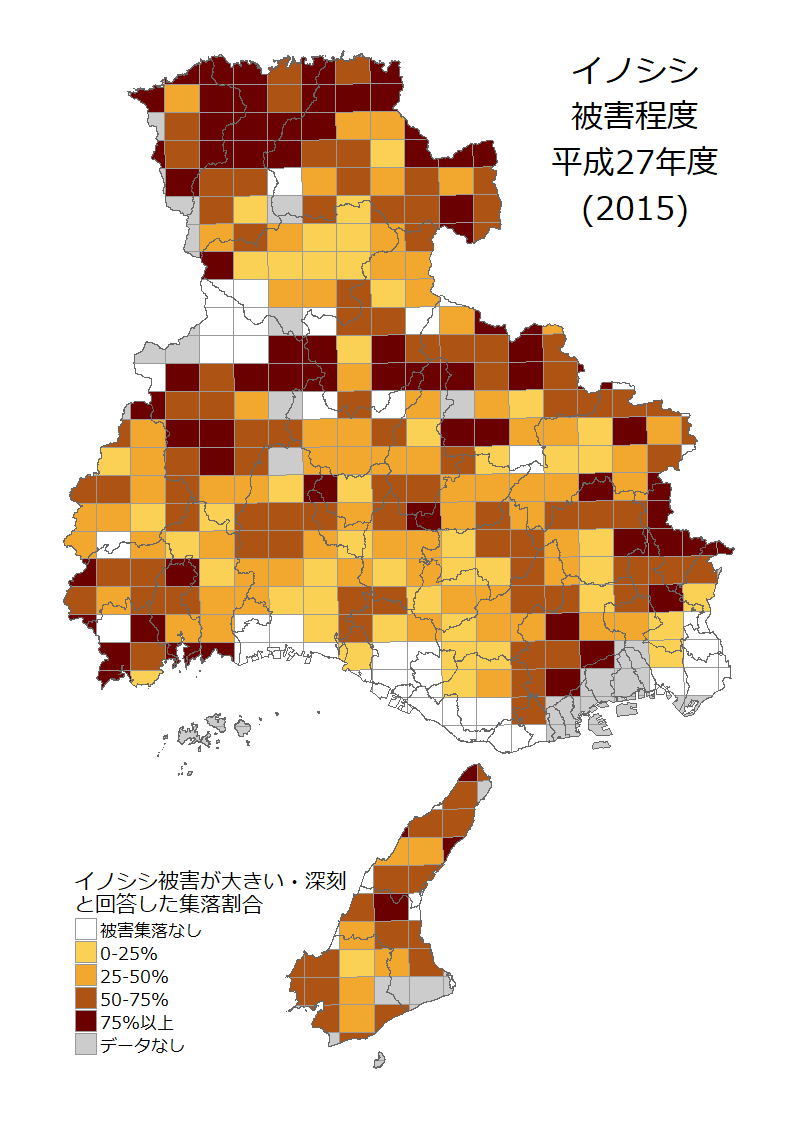 イノシシ
被害程度
平成27年度
(2015)
イノシシ被害が大きい・深刻
と回答した集落割合
被害集落なし
0-25%
25-50%
50-75%
75%以上
データなし